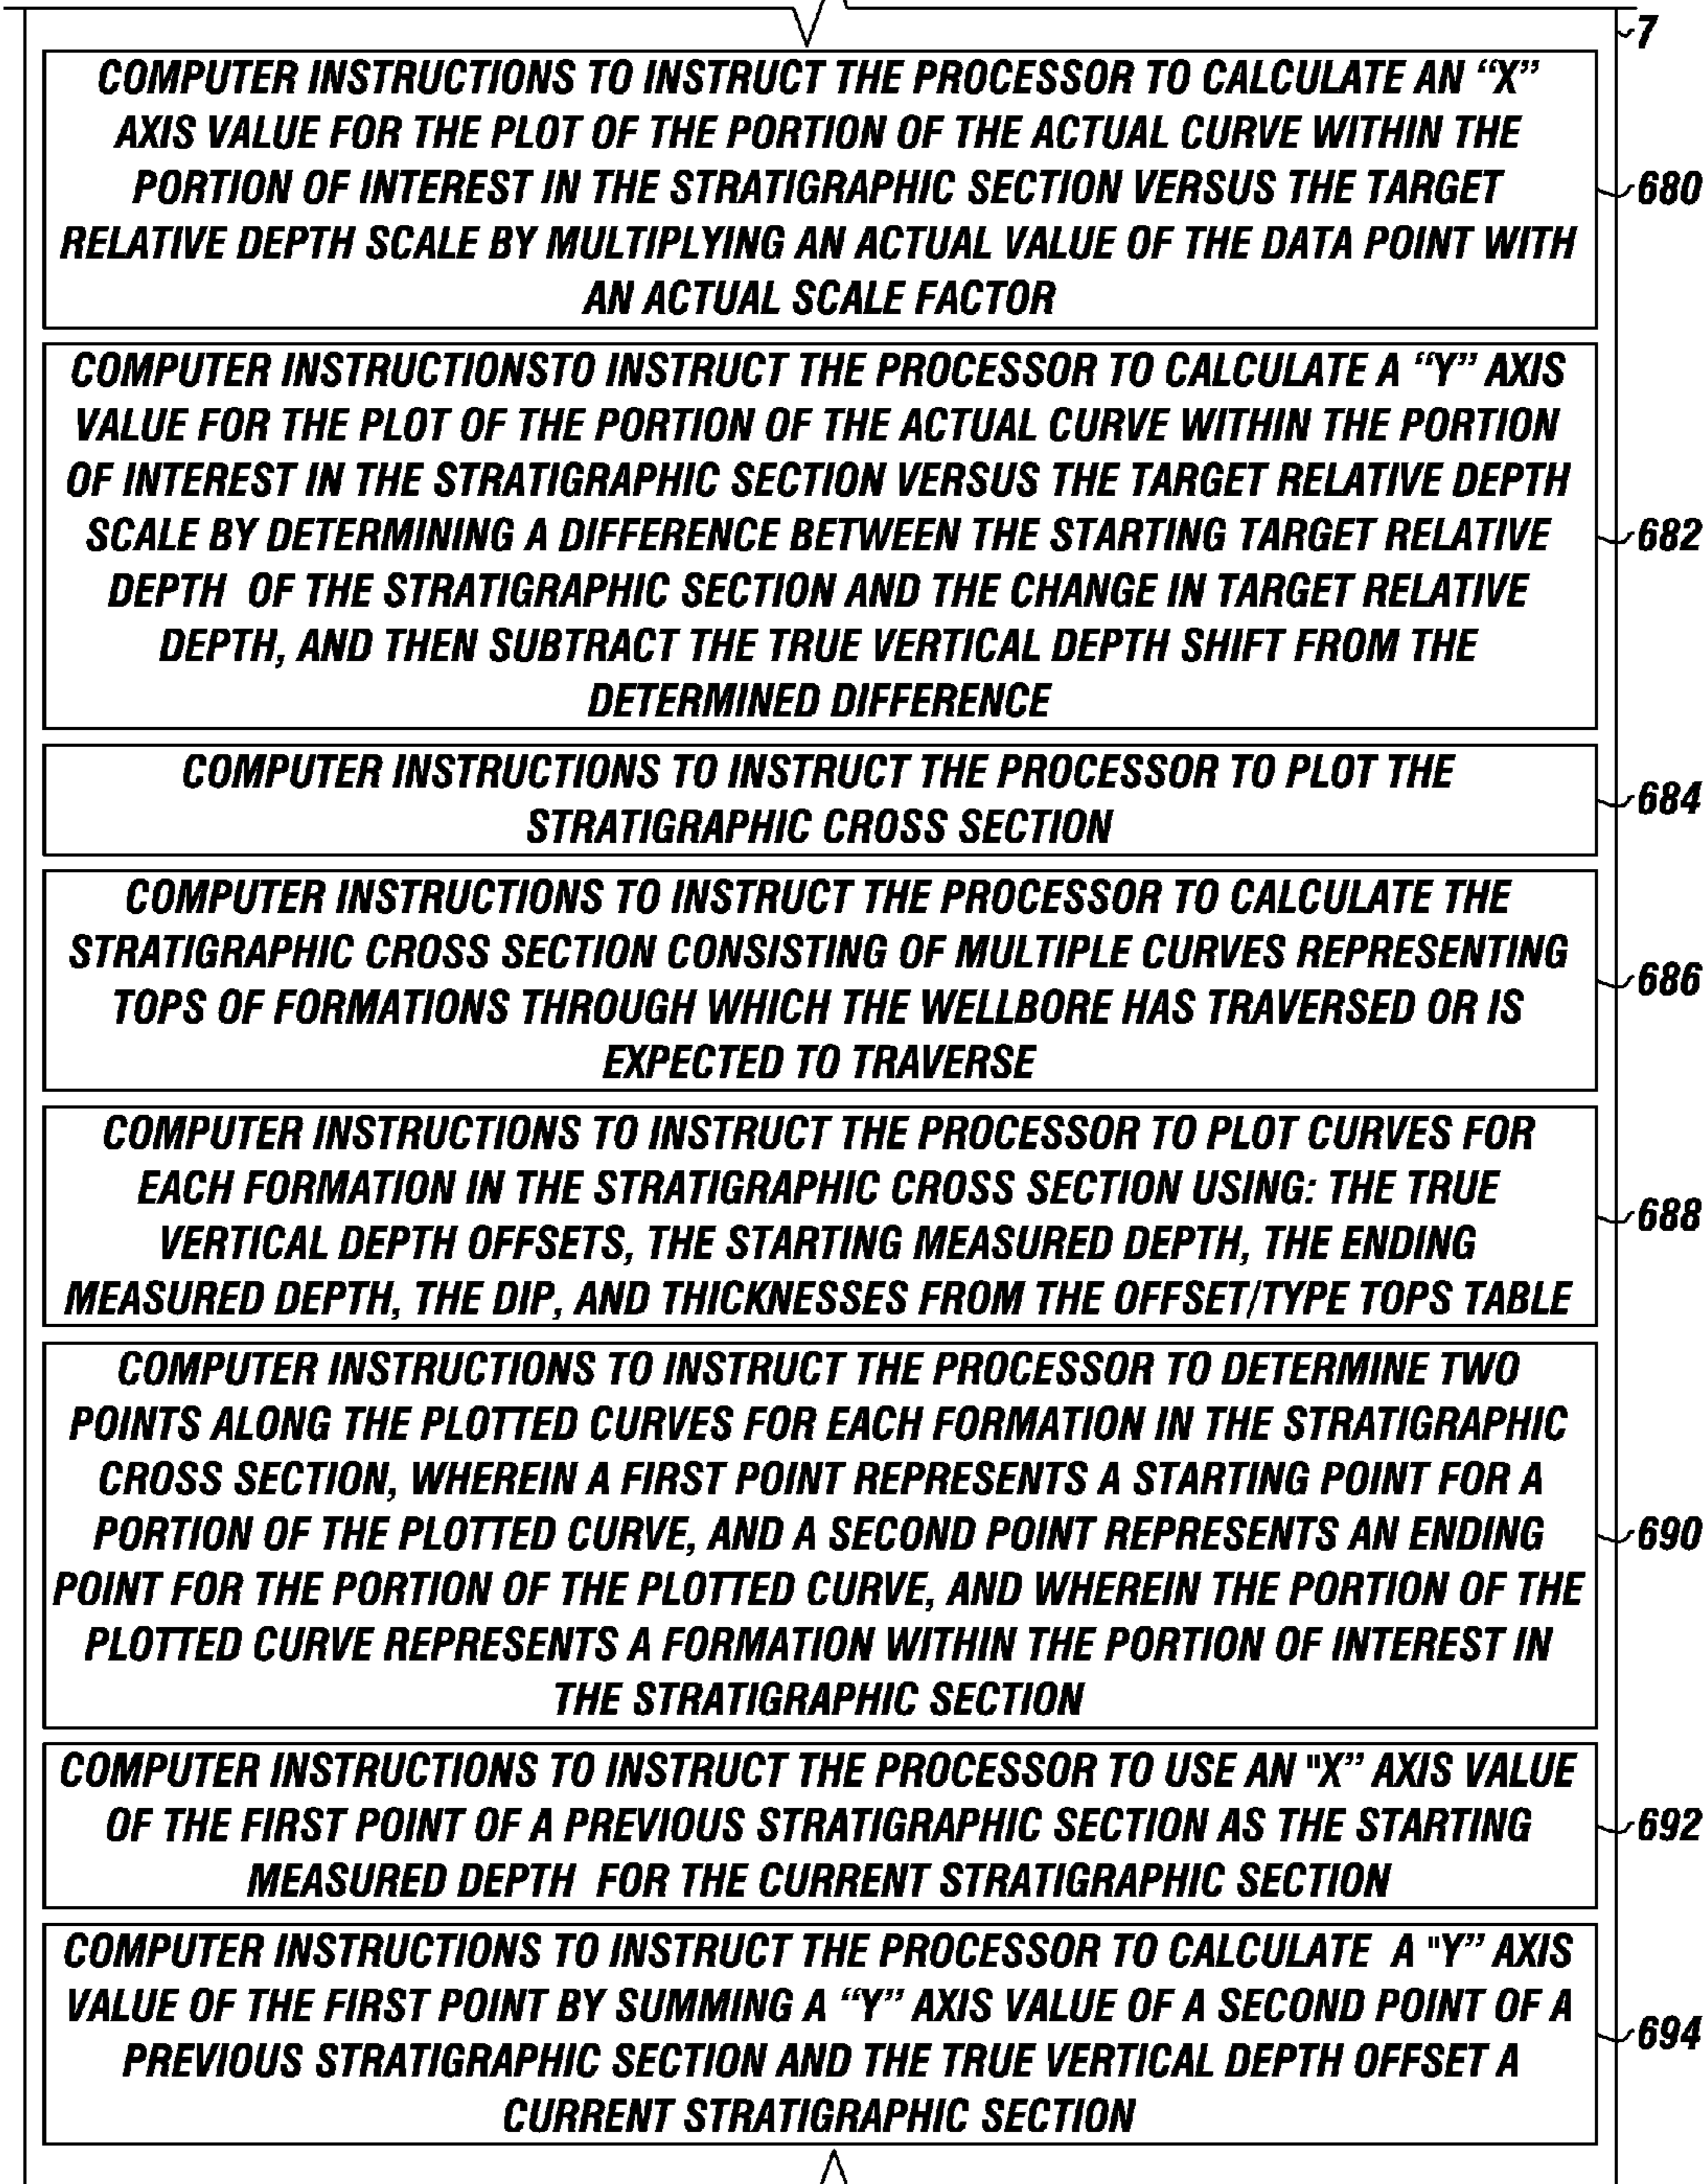 7
COMPUTER INSTRUCTIONS TO INSTRUCT THE PROCESSOR TO CALCULATE AN “X”
AXIS VALUE FOR THE PLOT OF THE PORTION OF THE ACTUAL CURVE WITHIN THE
PORTION OF INTEREST IN THE STRATIGRAPHIC SECTION VERSUS THE TARGET
RELATIVE DEPTH SCALE BY MULTIPLYING AN ACTUAL VALUE OF THE DATA POINT WITH
AN ACTUAL SCALE FACTOR
680
COMPUTER INSTRUCTIONSTO INSTRUCT THE PROCESSOR TO CALCULATE A “Y” AXIS
VALUE FOR THE PLOT OF THE PORTION OF THE ACTUAL CURVE WITHIN THE PORTION
OF INTEREST IN THE STRATIGRAPHIC SECTION VERSUS THE TARGET RELATIVE DEPTH
SCALE BY DETERMINING A DIFFERENCE BETWEEN THE STARTING TARGET RELATIVE
DEPTH OF THE STRATIGRAPHIC SECTION AND THE CHANGE IN TARGET RELATIVE
DEPTH, AND THEN SUBTRACT THE TRUE VERTICAL DEPTH SHIFT FROM THE
DETERMINED DIFFERENCE
682
COMPUTER INSTRUCTIONS TO INSTRUCT THE PROCESSOR TO PLOT THE
STRATIGRAPHIC CROSS SECTION
684
COMPUTER INSTRUCTIONS TO INSTRUCT THE PROCESSOR TO CALCULATE THE
STRATIGRAPHIC CROSS SECTION CONSISTING OF MULTIPLE CURVES REPRESENTING
TOPS OF FORMATIONS THROUGH WHICH THE WELLBORE HAS TRAVERSED OR IS
EXPECTED TO TRAVERSE
686
COMPUTER INSTRUCTIONS TO INSTRUCT THE PROCESSOR TO PLOT CURVES FOR
EACH FORMATION IN THE STRATIGRAPHIC CROSS SECTION USING: THE TRUE
VERTICAL DEPTH OFFSETS, THE STARTING MEASURED DEPTH, THE ENDING
MEASURED DEPTH, THE DIP, AND THICKNESSES FROM THE OFFSET/TYPE TOPS TABLE
688
COMPUTER INSTRUCTIONS TO INSTRUCT THE PROCESSOR TO DETERMINE TWO
POINTS ALONG THE PLOTTED CURVES FOR EACH FORMATION IN THE STRATIGRAPHIC
CROSS SECTION, WHEREIN A FIRST POINT REPRESENTS A STARTING POINT FOR A
PORTION OF THE PLOTTED CURVE, AND A SECOND POINT REPRESENTS AN ENDING
POINT FOR THE PORTION OF THE PLOTTED CURVE, AND WHEREIN THE PORTION OF THE
PLOTTED CURVE REPRESENTS A FORMATION WITHIN THE PORTION OF INTEREST IN
THE STRATIGRAPHIC SECTION
690
COMPUTER INSTRUCTIONS TO INSTRUCT THE PROCESSOR TO USE AN "X” AXIS VALUE
OF THE FIRST POINT OF A PREVIOUS STRATIGRAPHIC SECTION AS THE STARTING
MEASURED DEPTH FOR THE CURRENT STRATIGRAPHIC SECTION
692
COMPUTER INSTRUCTIONS TO INSTRUCT THE PROCESSOR TO CALCULATE A "Y” AXIS
VALUE OF THE FIRST POINT BY SUMMING A “Y” AXIS VALUE OF A SECOND POINT OF A
PREVIOUS STRATIGRAPHIC SECTION AND THE TRUE VERTICAL DEPTH OFFSET A
CURRENT STRATIGRAPHIC SECTION
694